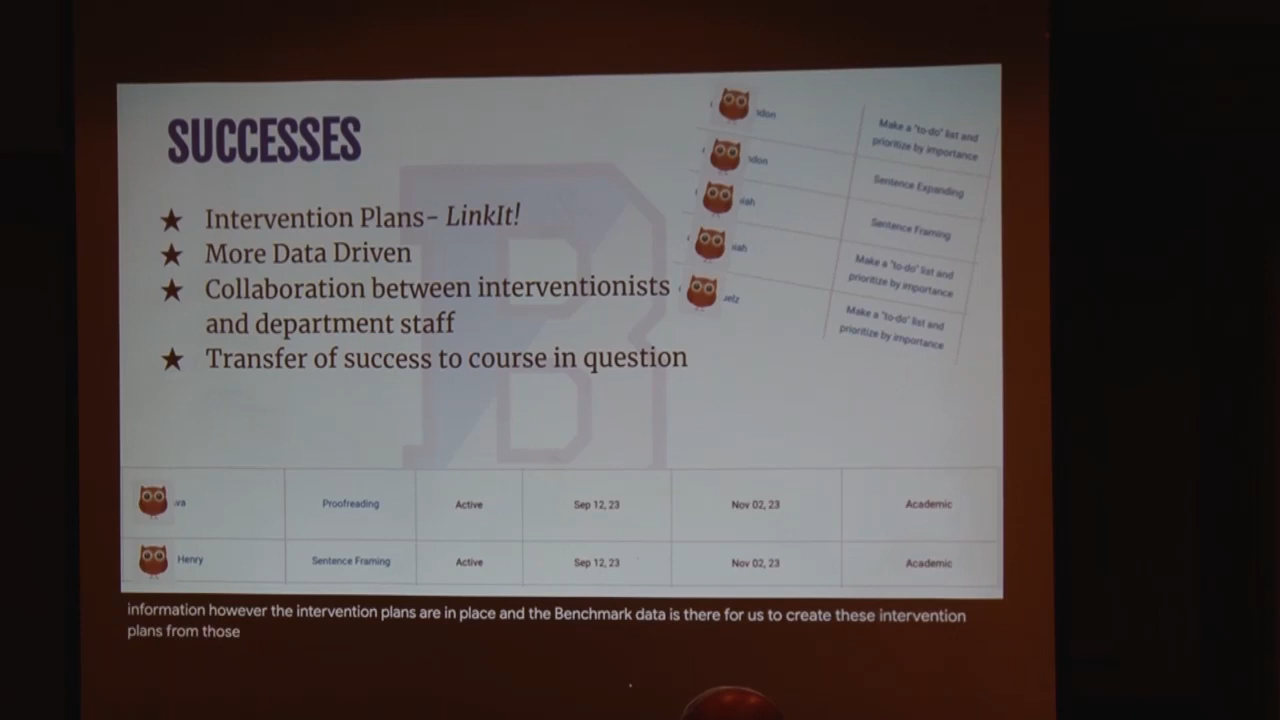 SUCCESSES
★ Intervention Plans- LinkIt!
★ More Data Driven
★ Collaboration between interventionists
and department staff
★ Transfer of success to course in question
Make a "to-do" list and
prioritize by importance
Sentence Expanding
Sentence Framing
Make a "to-do" list and
prioritize by importance
Make a "to-do" list and
prioritize by importance
Proofreading Active Sep 12, 23 Nov 02, 23 Academic
Henry Sentence Framing Active Sep 12, 23 Nov 02, 23 Academic
information however the intervention plans are in place and the Benchmark data is there for us to create these intervention
plans from those